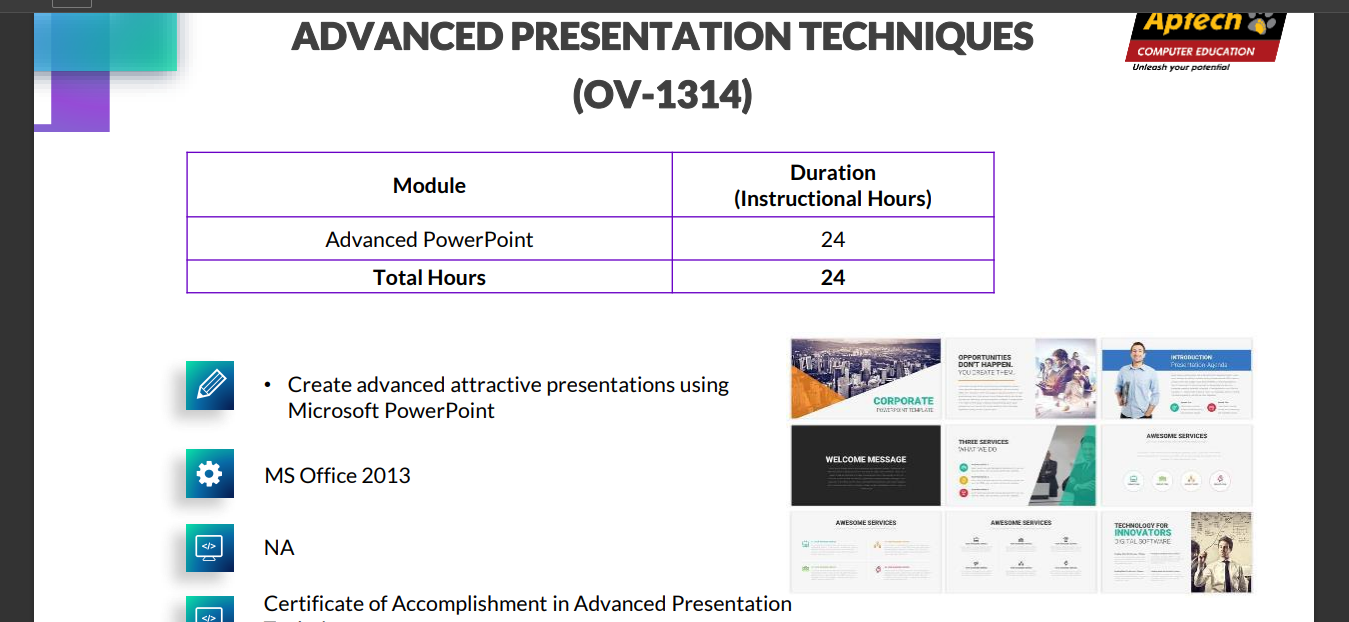 ADVANCED PRESENTATION TECHNIQUES
(OV-1314)
Aptech
COMPUTER EDUCATION
Unleash your potential
Module
Duration
(Instructional Hours)
Advanced PowerPoint
24
Total Hours
24
• Create advanced attractive presentations using
Microsoft PowerPoint
MS Office 2013
NA
Certificate of Accomplishment in Advanced Presentation
CORPORATE
POWERPOINT TEMPLATE
OPPORTUNITIES
DON'T HAPPEN.
YOU CREATE THEM.
INTRODUCTION
Presentation Agenda
WELCOME MESSAGE
THREE SERVICES
WHAT WE DO
AWESOME SERVICES
AWESOME SERVICES
AWESOME SERVICES
TECHNOLOGY FOR
INNOVATORS
DIGITAL SOFTWARE